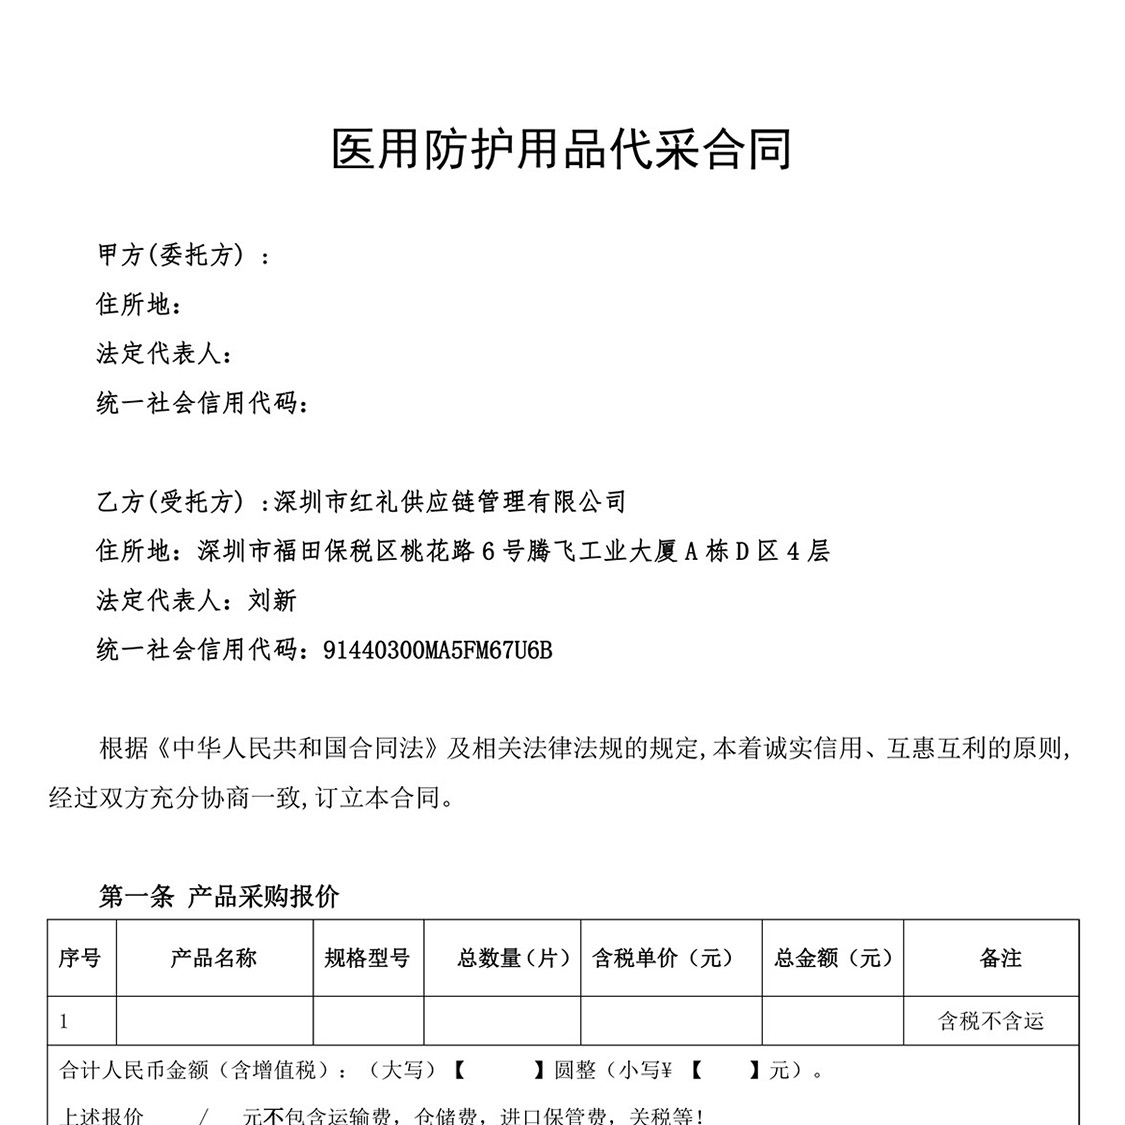 医用防护用品代采合同
甲方(委托方) :
住所地：
法定代表人：
统一社会信用代码：
乙方(受托方) :深圳市红礼供应链管理有限公司
住所地：深圳市福田保税区桃花路 6 号腾飞工业大厦 A 栋 D 区 4 层
法定代表人：刘新
统一社会信用代码：91440300MA5FM67U6B
根据《中华人民共和国合同法》及相关法律法规的规定,本着诚实信用、互惠互利的原则,
经过双方充分协商一致,订立本合同。
第一条 产品采购报价
序号 产品名称 规格型号 总数量（片） 含税单价（元） 总金额（元） 备注
1 含税不含运
合计人民币金额（含增值税）：（大写）【 】圆整（小写¥ 【 】元）。
上述报价 / 元不包含运输费，仓储费，进口保管费，关税等!